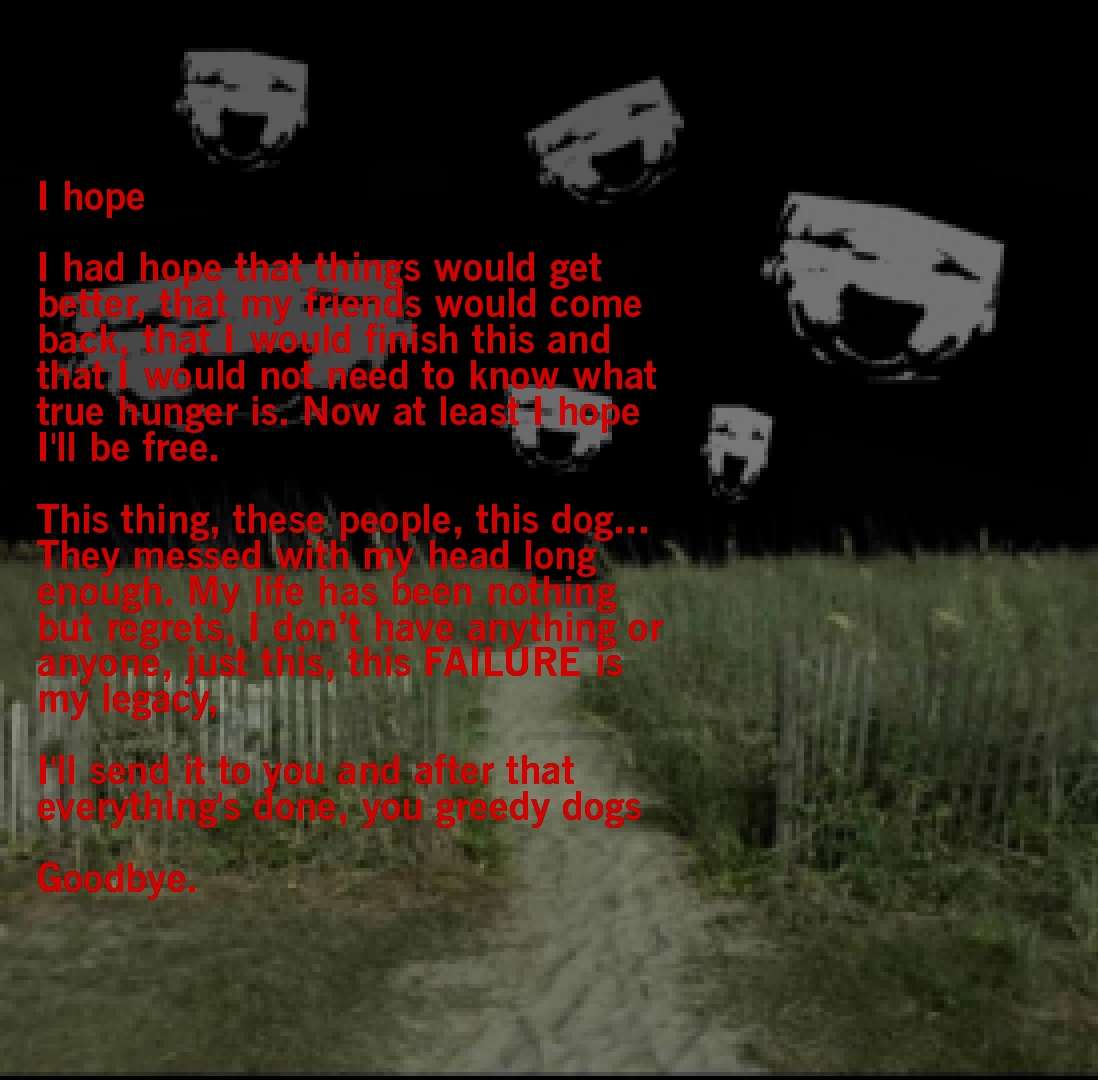 I hope
I had hope that things would get
better, that my friends would come
back, that I would finish this and
that I would not need to know what
true hunger is. Now at least I hope
I'll be free.
This thing, these people, this dog...
They messed with my head long
enough. My life has been nothing
but regrets, I don't have anything or
anyone, just this, this FAILURE is
my legacy,
I'll send it to you and after that
everything's done, you greedy dogs
Goodbye.